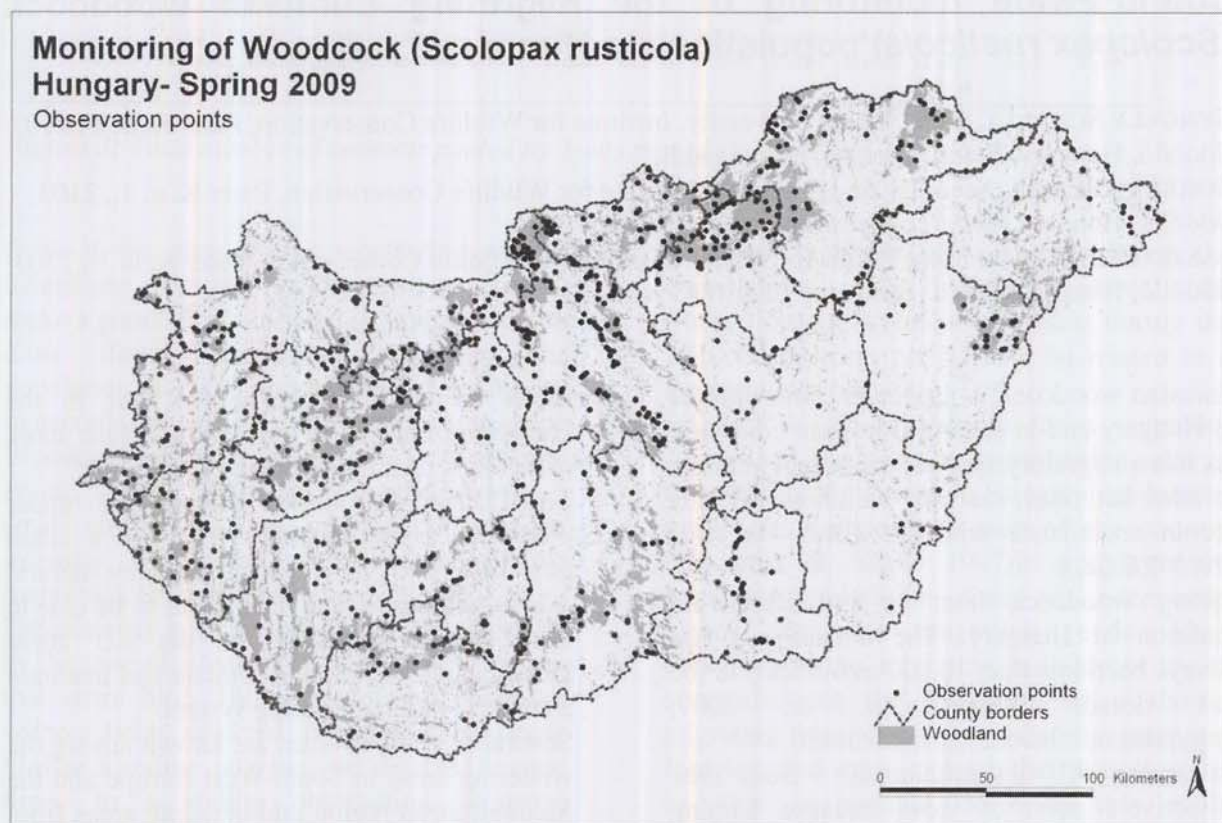 Monitoring of Woodcock (Scolopax rusticola)
Hungary- Spring 2009
Observation points
Observation points
County borders
Woodland
0 50 100 Kilometers
N